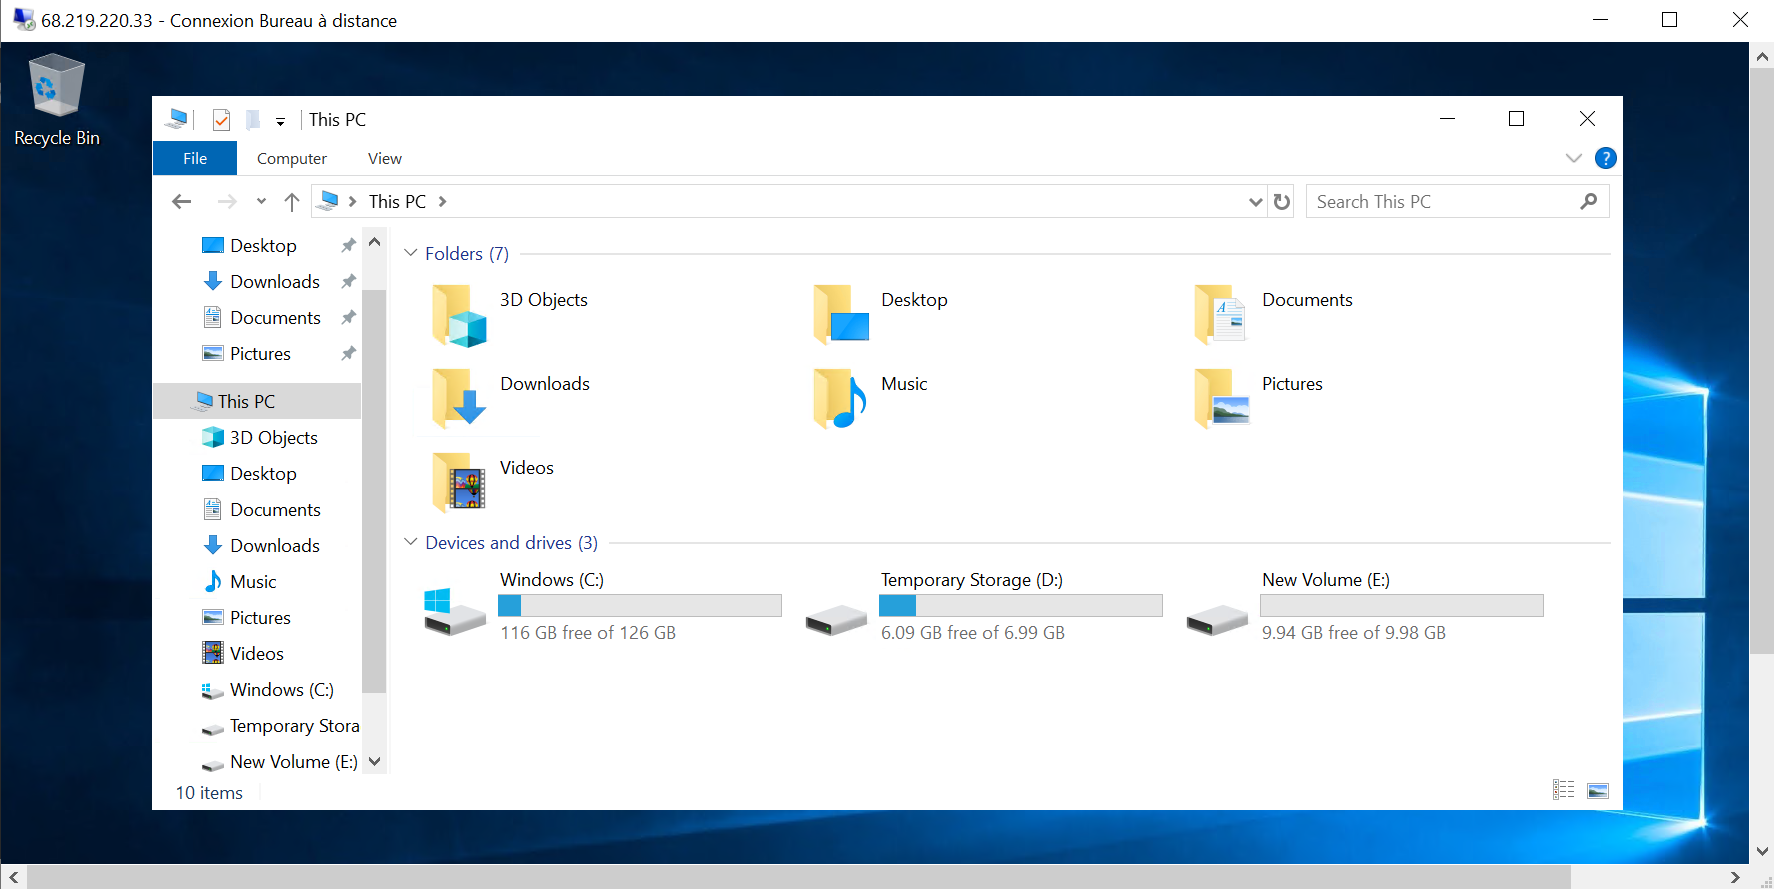 68.219.220.33 - Connexion Bureau à distance
Recycle Bin
This PC
File
Computer
View
?
This PC
Search This PC
Desktop
Downloads
Documents
Pictures
This PC
3D Objects
Desktop
Documents
Downloads
Music
Pictures
Videos
Windows (C:)
Temporary Stora
New Volume (E:)
Folders (7)
3D Objects
Desktop
Documents
Downloads
Music
Pictures
Videos
Devices and drives (3)
Windows (C:)
116 GB free of 126 GB
Temporary Storage (D:)
6.09 GB free of 6.99 GB
New Volume (E:)
9.94 GB free of 9.98 GB
10 items